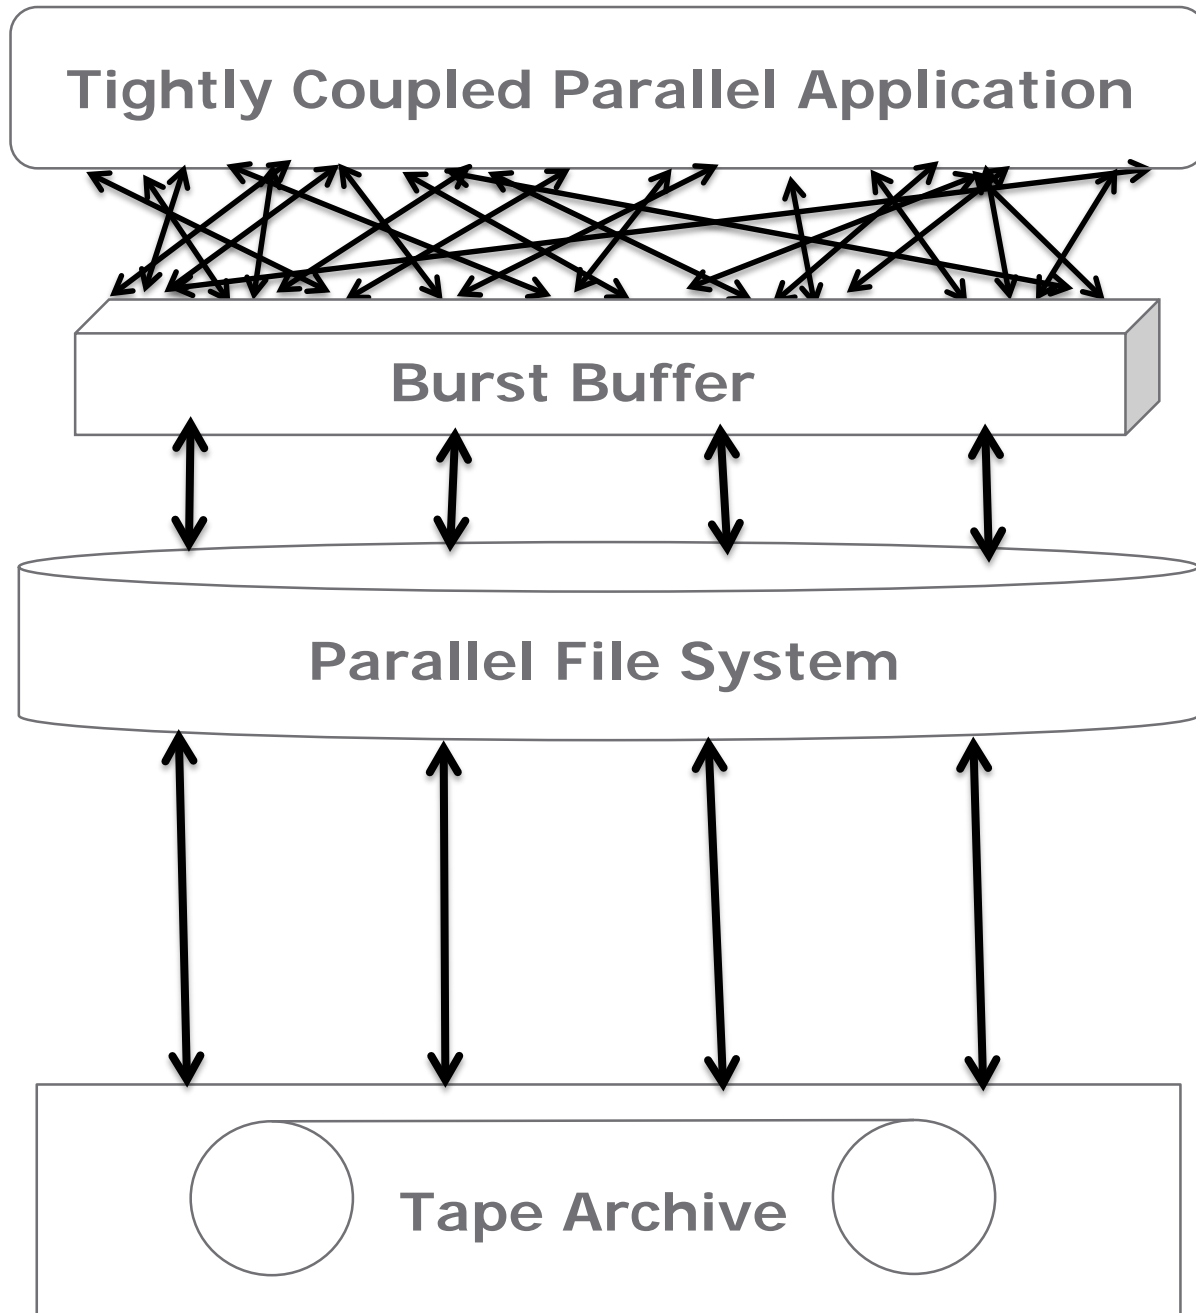 Tightly Coupled Parallel Application
Burst Buffer
Parallel File System
Tape Archive